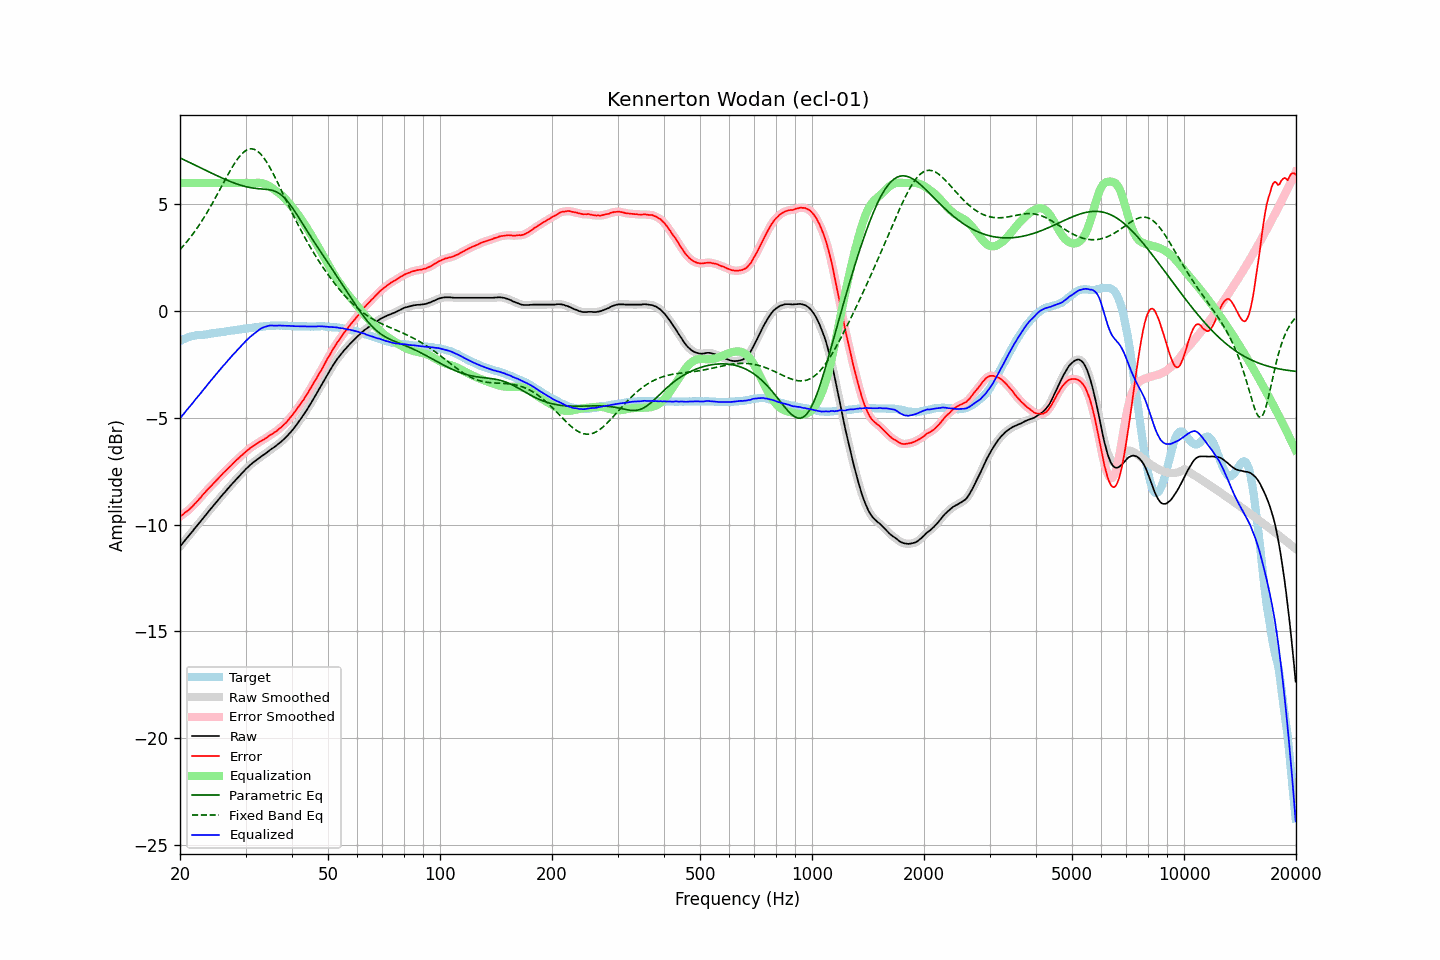 Kennerton Wodan (ecl-01)
Amplitude (dBr)
5
0
−5
−10
−15
−20
−25
Target
Raw Smoothed
Error Smoothed
Raw
Error
Equalization
Parametric Eq
Fixed Band Eq
Equalized
20 50 100 200 500 1000 2000 5000 10000 20000
Frequency (Hz)